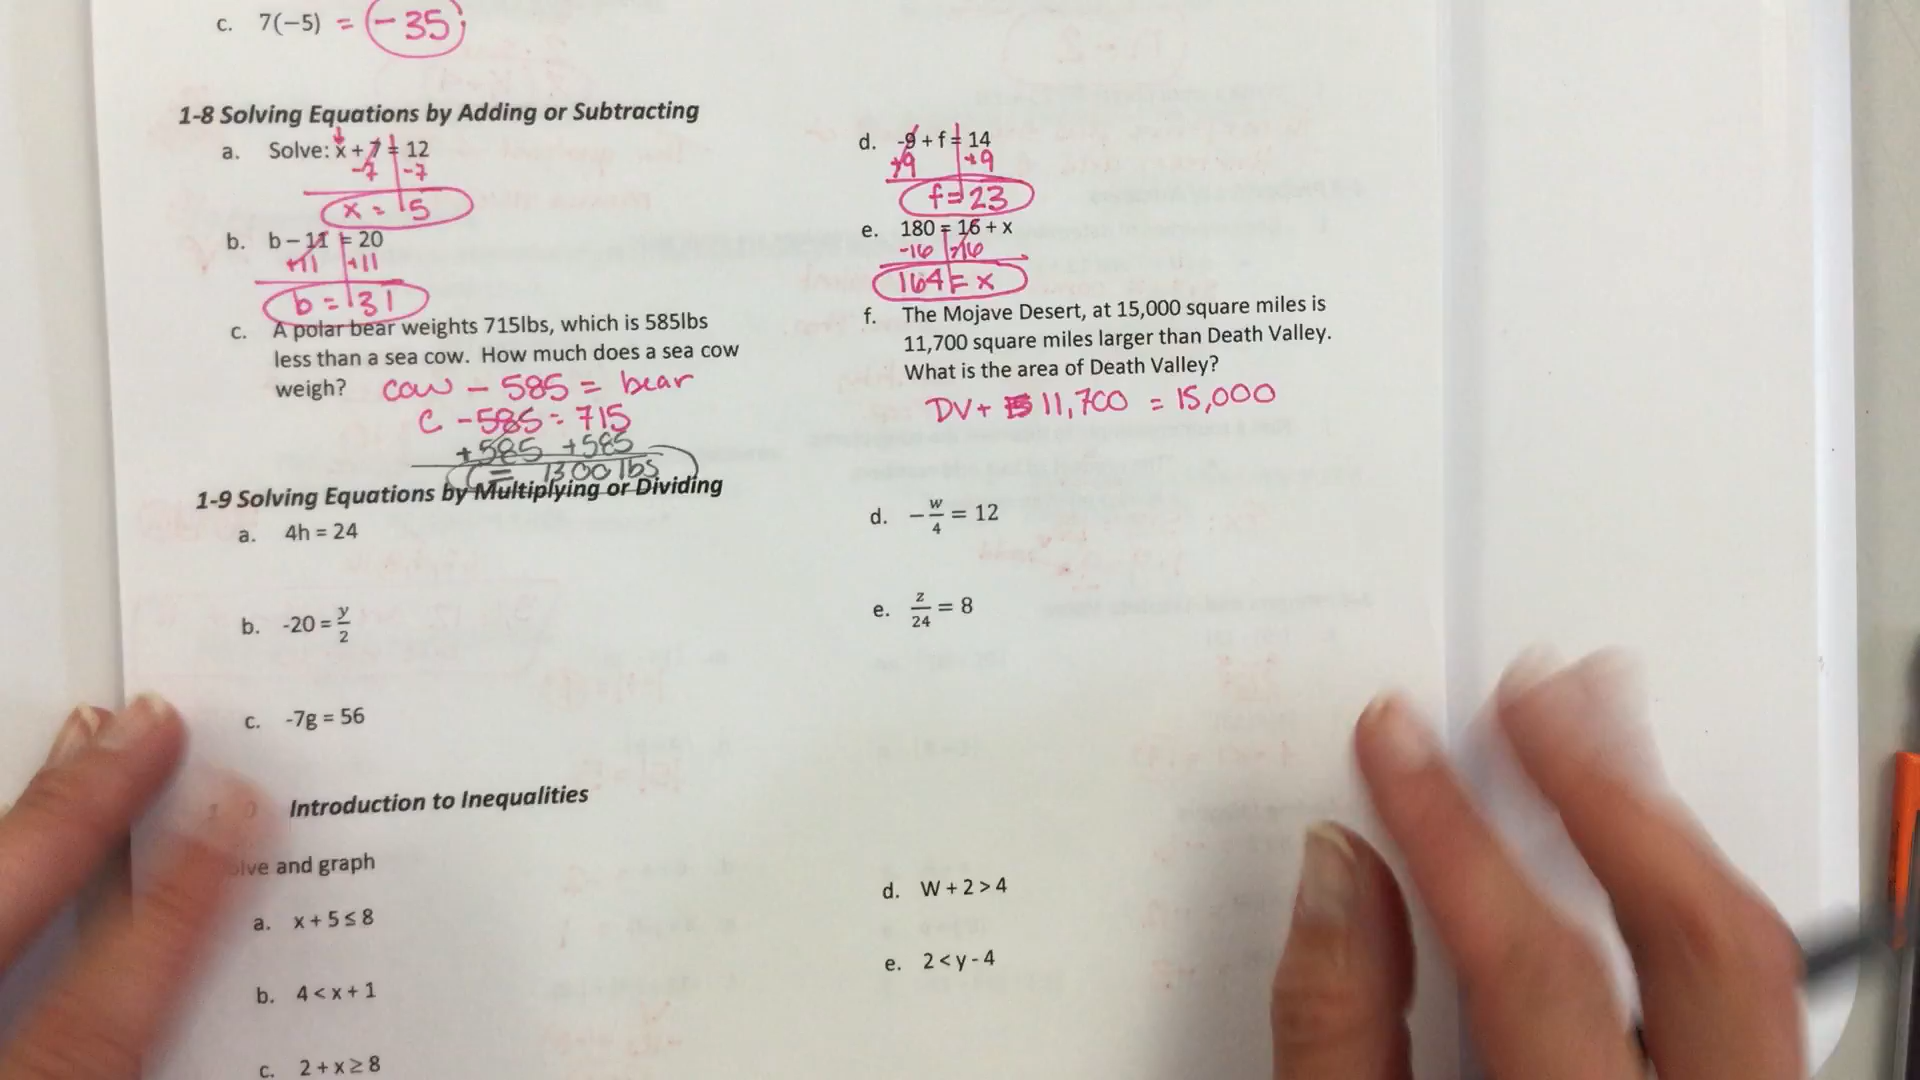 c. 7(−5) = −35
1-8 Solving Equations by Adding or Subtracting
a. Solve: x + 7 = 12
−7 −7
x = 5
b. b – 11 = 20
+11 +11
b = 31
c. A polar bear weights 715lbs, which is 585lbs
less than a sea cow. How much does a sea cow
weigh? cow − 585 = bear
C − 585 = 715
+585 +585
C = 1300 lbs
d. -9 + f = 14
+9 +9
f = 23
e. 180 = 16 + x
-16 -16
164 = x
f. The Mojave Desert, at 15,000 square miles is
11,700 square miles larger than Death Valley.
What is the area of Death Valley?
DV + 11,700 = 15,000
1-9 Solving Equations by Multiplying or Dividing
a. 4h = 24
b. -20 = y/2
c. -7g = 56
d. −w/4 = 12
e. z/24 = 8
Introduction to Inequalities
and graph
a. x + 5 ≤ 8
b. 4 < x + 1
c. 2 + x ≥ 8
d. W + 2 > 4
e. 2 < y - 4